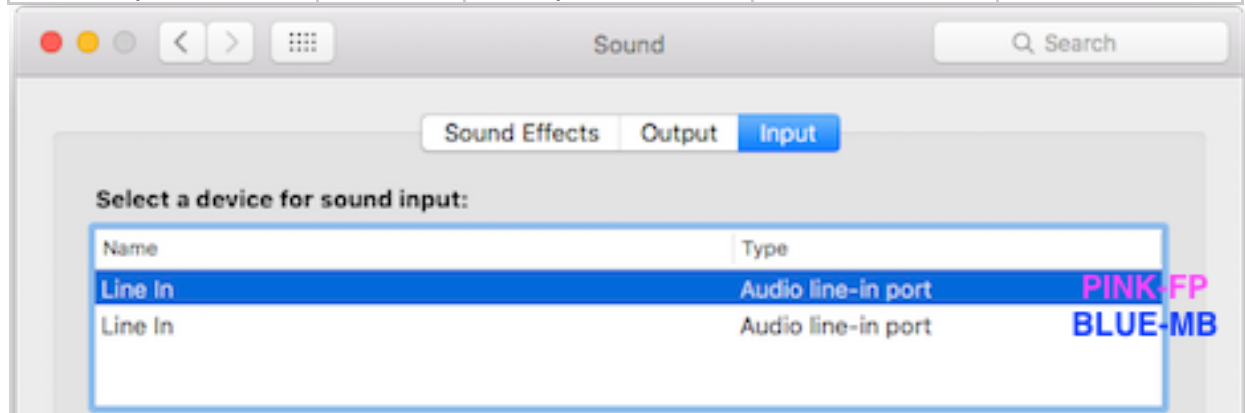 Sound
Search
Sound Effects Output Input
Select a device for sound input:
Name Type
Line In Audio line-in port PINK-FP
Line In Audio line-in port BLUE-MB